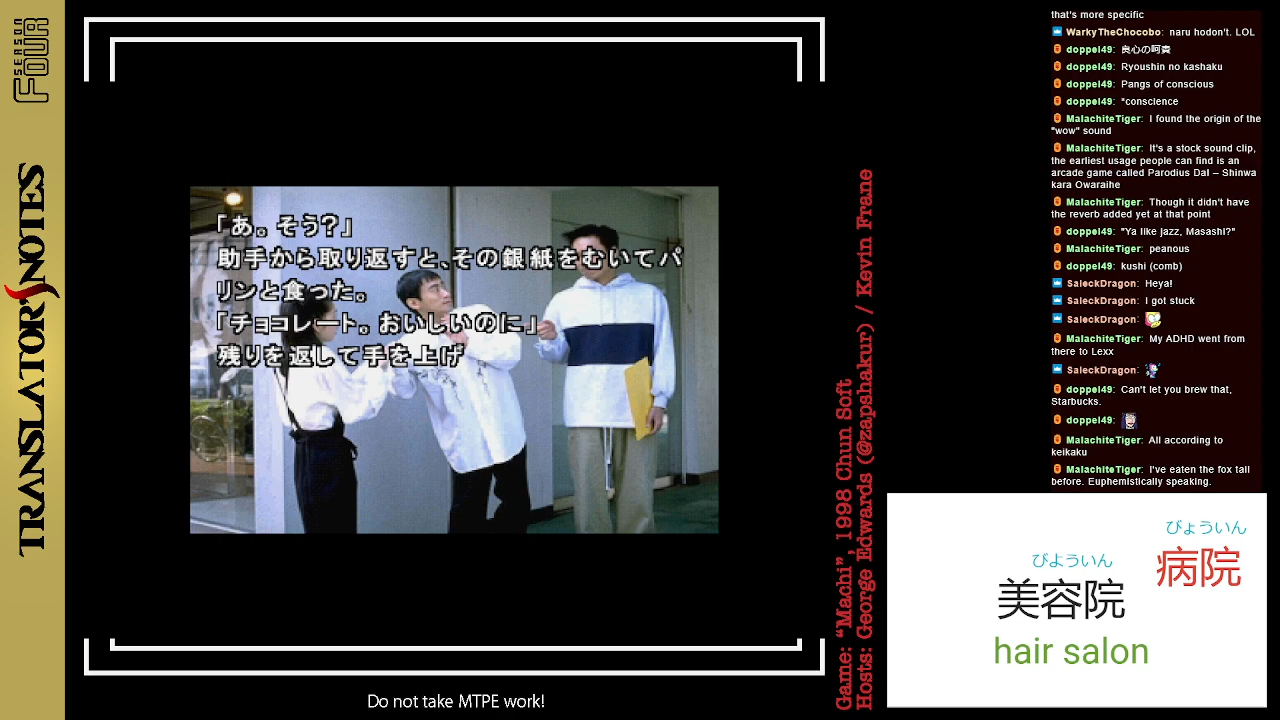 SEASON
FOUR
TRANSLATOR'S NOTES
「あ。そう？」
助手から取り返すと、その銀紙をむいてパ
リンと食った。
「チョコレート。おいしいのに」
残りを返して手を上げ
Do not take MTPE work!
Game: "Machi", 1998 Chun Soft
Hosts: George Edwards (@zapshakur) / Kevin Frane
that's more specific
WarkyTheChocobo: naru hodon't. LOL
doppel49: 良心の呵責
doppel49: Ryoushin no kashaku
doppel49: Pangs of conscious
doppel49: *conscience
MalachiteTiger: I found the origin of the
"wow" sound
MalachiteTiger: It's a stock sound clip,
the earliest usage people can find is an
arcade game called Parodius Da! – Shinwa
kara Owaraihe
MalachiteTiger: Though it didn't have
the reverb added yet at that point
doppel49: "Ya like jazz, Masashi?"
MalachiteTiger: peanous
doppel49: kushi (comb)
SaleckDragon: Heya!
SaleckDragon: I got stuck
SaleckDragon:
MalachiteTiger: My ADHD went from
there to Lexx
SaleckDragon:
doppel49: Can't let you brew that,
Starbucks.
doppel49:
MalachiteTiger: All according to
keikaku
MalachiteTiger: I've eaten the fox tail
before. Euphemistically speaking.
びょういん
病院
びよういん
美容院
hair salon